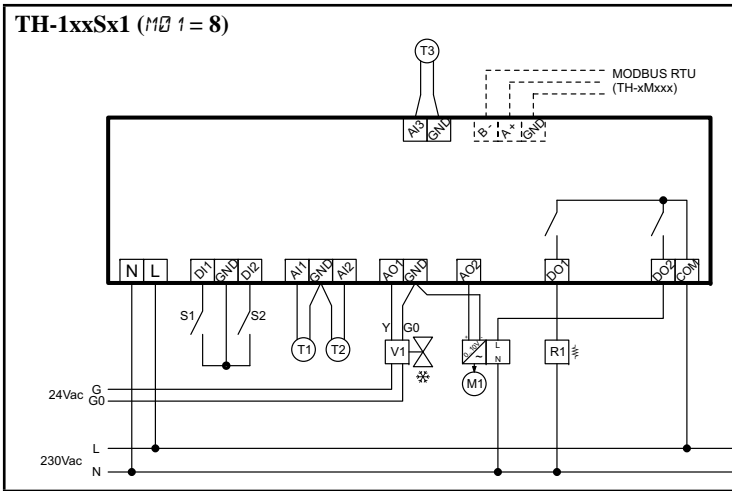 TH-1xxSx1 (M01 = 8)
T3
MODBUS RTU
(TH-xMxxx)
AI3 GND B - A + GND
N L DI1 GND DI2 AI1 GND AI2 AO1 GND AO2 DO1 DO2 COM
S1 S2 Y G0
T1 T2 V1 0..10V ~ + - L N R1
M1
24Vac G
G0
L
230Vac
N